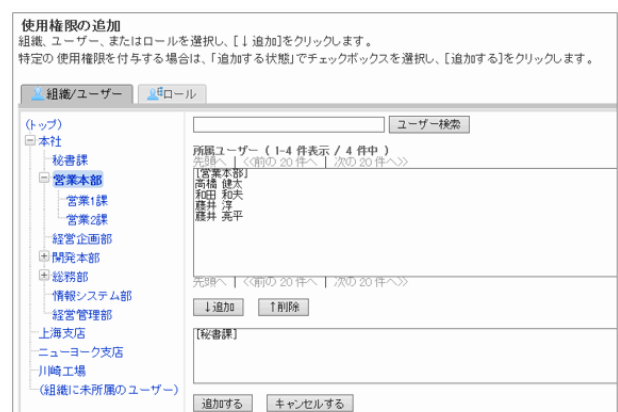 使用権限の追加
組織、ユーザー、またはロールを選択し、[↓追加]をクリックします。
特定の使用権限を付与する場合は、「追加する状態」でチェックボックスを選択し、[追加する]をクリックします。
組織/ユーザー
ロール
(トップ)
本社
秘書課
営業本部
営業1課
営業2課
経営企画部
開発本部
総務部
情報システム部
経営管理部
上海支店
ニューヨーク支店
川崎工場
(組織に未所属のユーザー)
ユーザー検索
所属ユーザー ( 1-4 件表示 / 4 件中 )
先頭へ | <<前の 20 件へ | 次の 20 件へ>>
[営業本部]
高橋 健太
和田 和夫
藤井 淳
藤井 亮平
先頭へ | <<前の 20 件へ | 次の 20 件へ>>
↓追加
↑削除
[秘書課]
追加する
キャンセルする